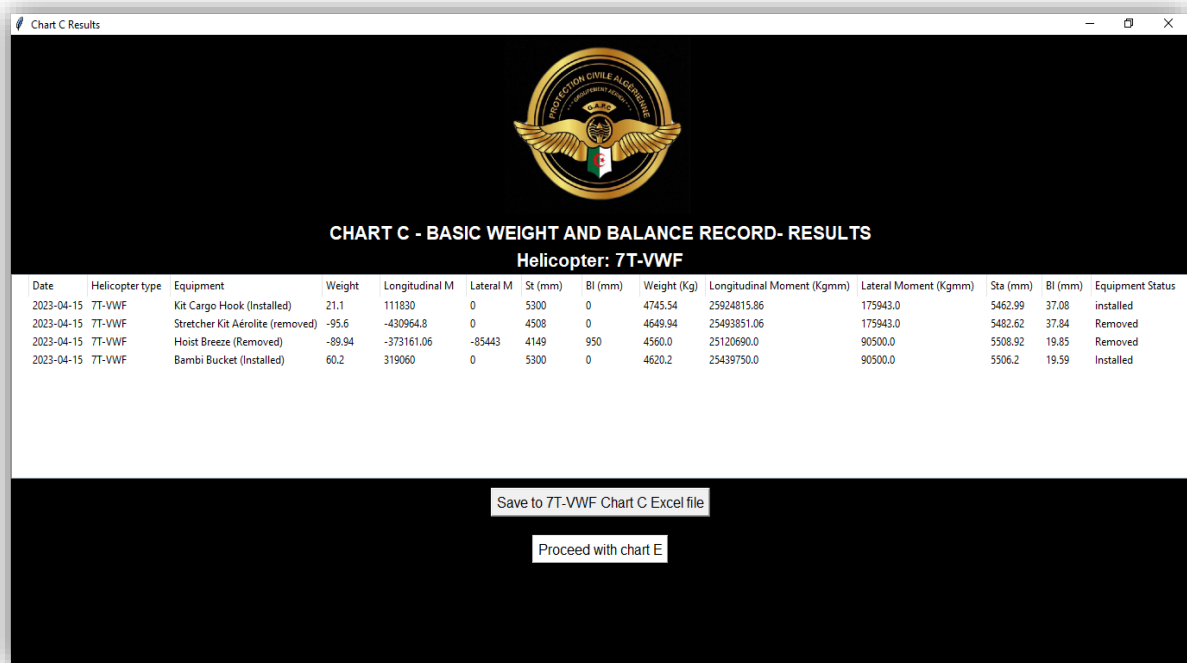 Chart C Results
PROTECTION CIVILE ALGÉRIENNE
GROUPEMENT AÉRIEN
G.A.P.C
CHART C - BASIC WEIGHT AND BALANCE RECORD- RESULTS
Helicopter: 7T-VWF
Date Helicopter type Equipment Weight Longitudinal M Lateral M St (mm) Bl (mm) Weight (Kg) Longitudinal Moment (Kgmm) Lateral Moment (Kgmm) Sta (mm) Bl (mm) Equipment Status
2023-04-15 7T-VWF Kit Cargo Hook (Installed) 21.1 111830 0 5300 0 4745.54 25924815.86 175943.0 5462.99 37.08 installed
2023-04-15 7T-VWF Stretcher Kit Aérolite (removed) -95.6 -430964.8 0 4508 0 4649.94 25493851.06 175943.0 5482.62 37.84 Removed
2023-04-15 7T-VWF Hoist Breeze (Removed) -89.94 -373161.06 -85443 4149 950 4560.0 25120690.0 90500.0 5508.92 19.85 Removed
2023-04-15 7T-VWF Bambi Bucket (Installed) 60.2 319060 0 5300 0 4620.2 25439750.0 90500.0 5506.2 19.59 Installed
Save to 7T-VWF Chart C Excel file
Proceed with chart E